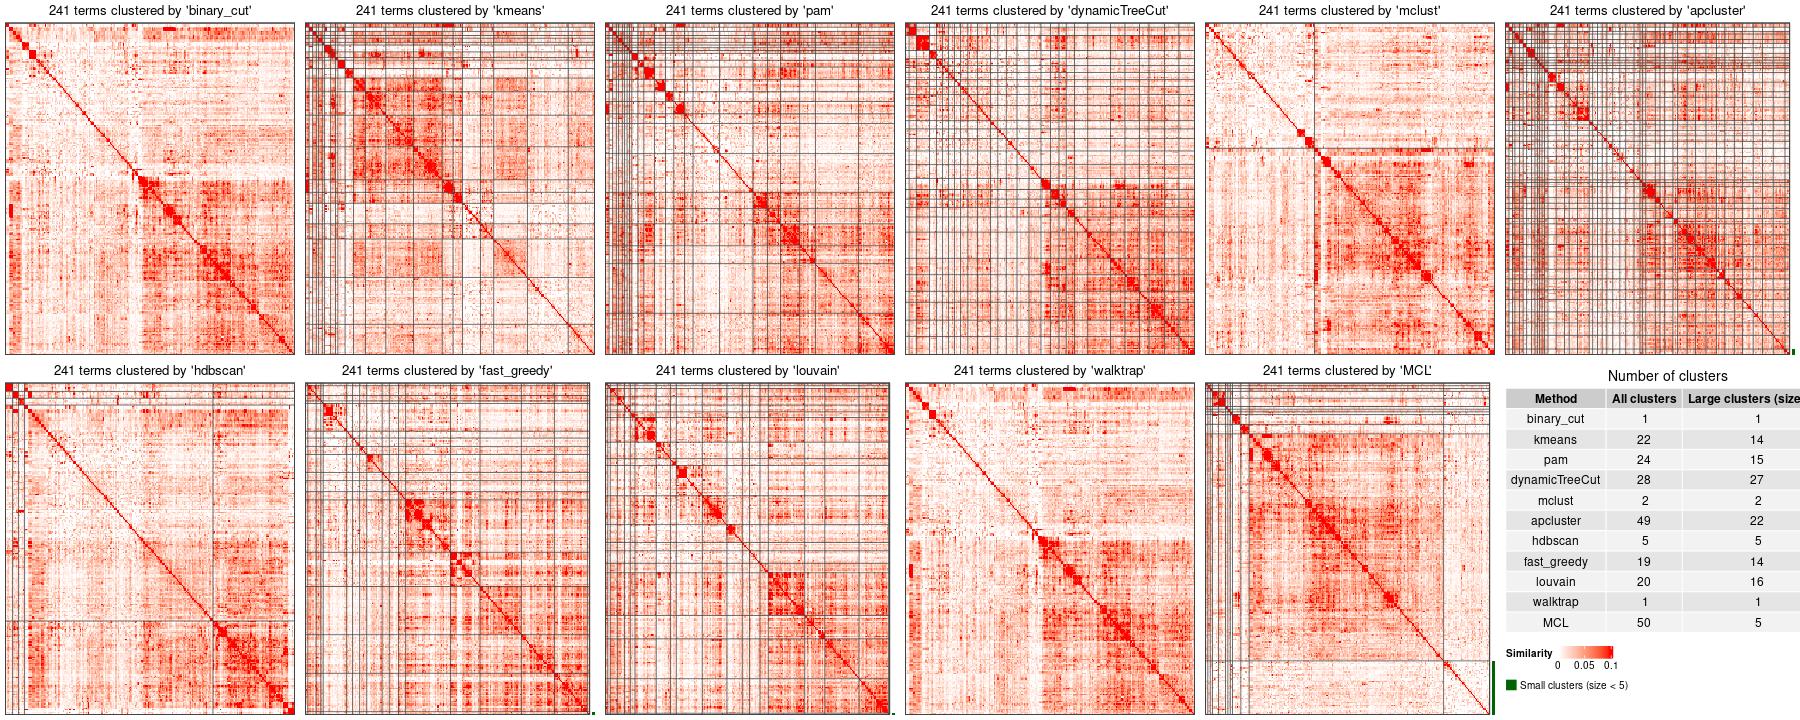 241 terms clustered by 'binary_cut'
241 terms clustered by 'kmeans'
241 terms clustered by 'pam'
241 terms clustered by 'dynamicTreeCut'
241 terms clustered by 'mclust'
241 terms clustered by 'apcluster'
241 terms clustered by 'hdbscan'
241 terms clustered by 'fast_greedy'
241 terms clustered by 'louvain'
241 terms clustered by 'walktrap'
241 terms clustered by 'MCL'
Number of clusters
Method All clusters Large clusters (size
binary_cut 1 1
kmeans 22 14
pam 24 15
dynamicTreeCut 28 27
mclust 2 2
apcluster 49 22
hdbscan 5 5
fast_greedy 19 14
louvain 20 16
walktrap 1 1
MCL 50 5
Similarity
0 0.05 0.1
Small clusters (size < 5)